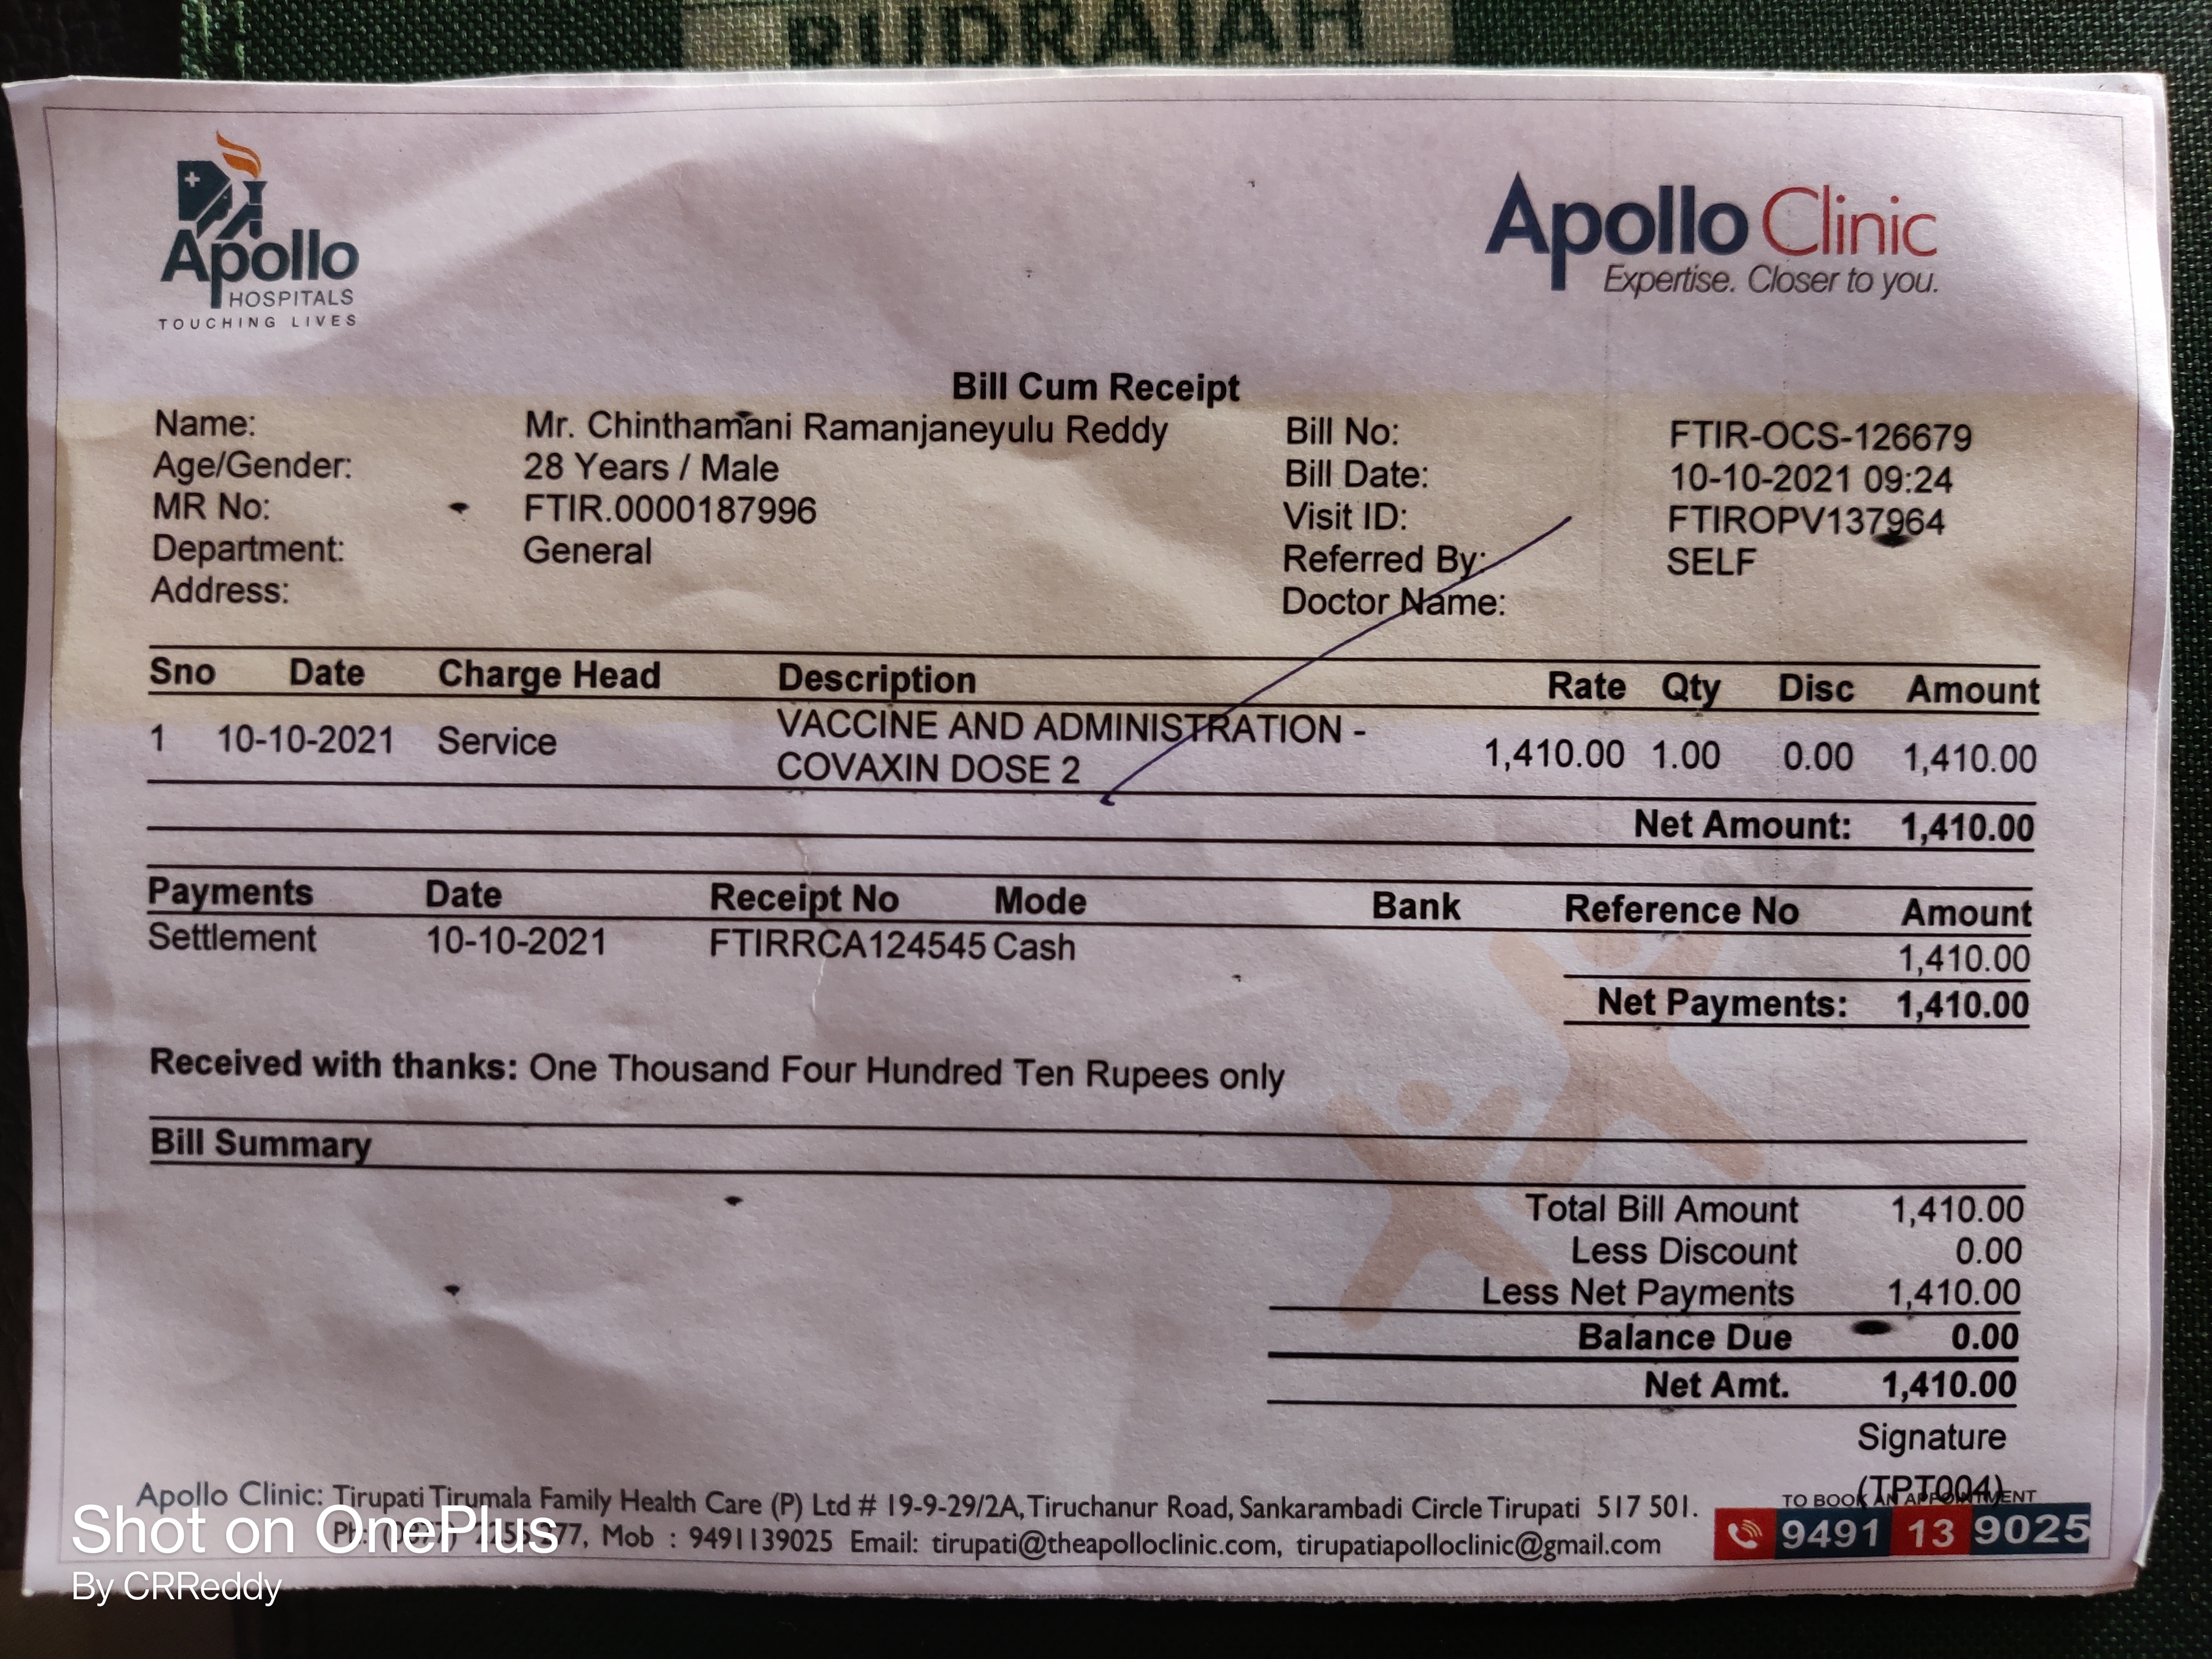 RUDRAIAH
Apollo
HOSPITALS
TOUCHING LIVES
Apollo Clinic
Expertise. Closer to you.
Bill Cum Receipt
Name: Mr. Chinthamani Ramanjaneyulu Reddy Bill No: FTIR-OCS-126679
Age/Gender: 28 Years / Male Bill Date: 10-10-2021 09:24
MR No: FTIR.0000187996 Visit ID: FTIROPV137964
Department: General Referred By: SELF
Address: Doctor Name:
Sno Date Charge Head Description Rate Qty Disc Amount
1 10-10-2021 Service VACCINE AND ADMINISTRATION - 1,410.00 1.00 0.00 1,410.00
COVAXIN DOSE 2
Net Amount: 1,410.00
Payments Date Receipt No Mode Bank Reference No Amount
Settlement 10-10-2021 FTIRRCA124545 Cash 1,410.00
Net Payments: 1,410.00
Received with thanks: One Thousand Four Hundred Ten Rupees only
Bill Summary
Total Bill Amount 1,410.00
Less Discount 0.00
Less Net Payments 1,410.00
Balance Due 0.00
Net Amt. 1,410.00
Signature
(TPT004)
Apollo Clinic: Tirupati Tirumala Family Health Care (P) Ltd # 19-9-29/2A, Tiruchanur Road, Sankarambadi Circle Tirupati 517 501.
Ph: Mob : 9491139025 Email: tirupati@theapolloclinic.com, tirupatiapolloclinic@gmail.com
TO BOOK AN APPOINTMENT
9491 13 9025
Shot on OnePlus
By CRReddy